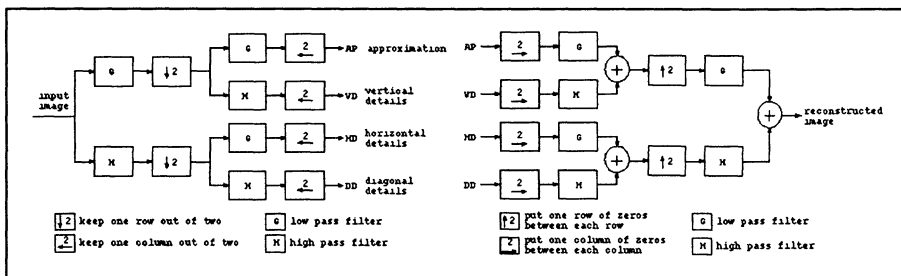 input
image
G
↓2
G
2
←
AP approximation
H
2
←
VD vertical
details
H
↓2
G
2
←
HD horizontal
details
H
2
←
DD diagonal
details
↓2 keep one row out of two
G low pass filter
2
← keep one column out of two
H high pass filter
AP
2
→
G
VD
2
→
H
+
↑2
G
HD
2
→
G
DD
2
→
H
+
↑2
H
+
reconstructed
image
↑2 put one row of zeros
between each row
G low pass filter
2
→ put one column of zeros
between each column
H high pass filter